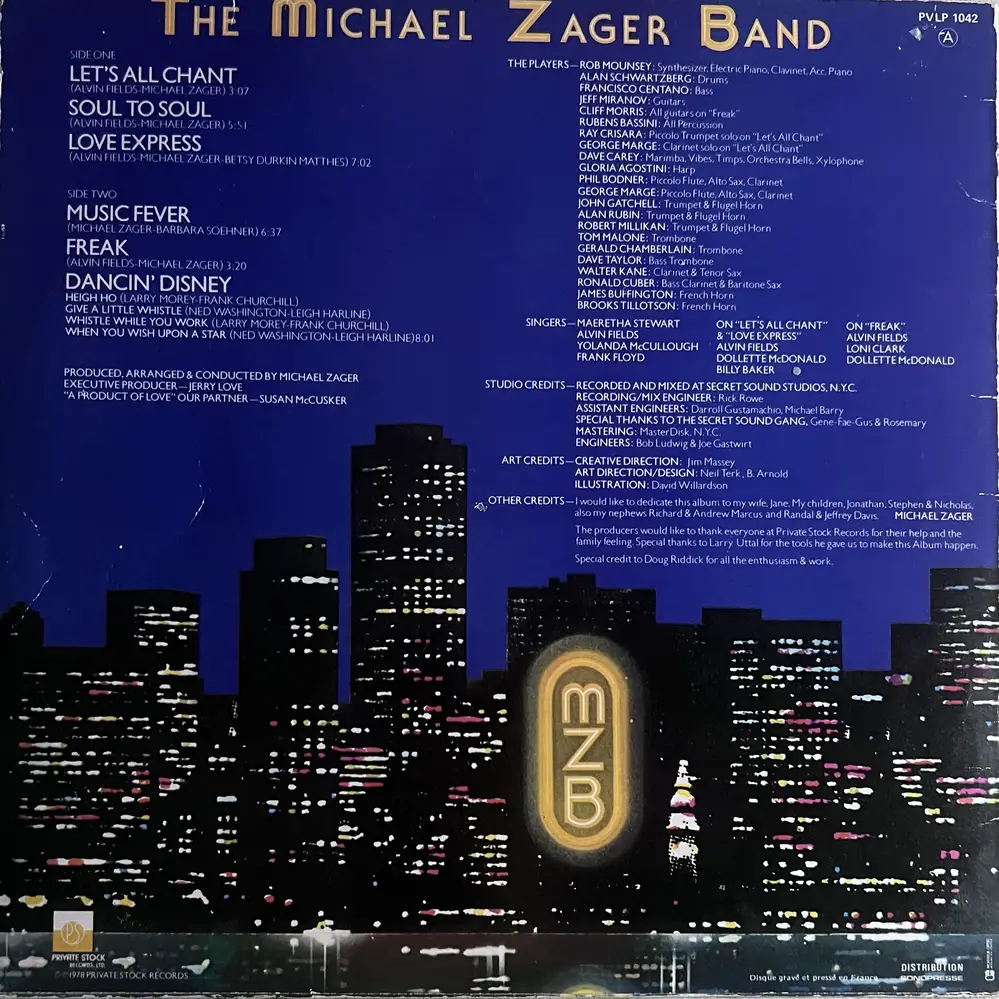 THE MICHAEL ZAGER BAND
PVLP 1042
A
SIDE ONE
LET'S ALL CHANT
(ALVIN FIELDS-MICHAEL ZAGER) 3:07
SOUL TO SOUL
(ALVIN FIELDS-MICHAEL ZAGER) 5:51
LOVE EXPRESS
(ALVIN FIELDS-MICHAEL ZAGER-BETSY DURKIN MATTHES) 7:02
SIDE TWO
MUSIC FEVER
(MICHAEL ZAGER-BARBARA SOEHNER) 6:37
FREAK
(ALVIN FIELDS-MICHAEL ZAGER) 3:20
DANCIN' DISNEY
HEIGH HO (LARRY MOREY-FRANK CHURCHILL)
GIVE A LITTLE WHISTLE (NED WASHINGTON-LEIGH HARLINE)
WHISTLE WHILE YOU WORK (LARRY MOREY-FRANK CHURCHILL)
WHEN YOU WISH UPON A STAR (NED WASHINGTON-LEIGH HARLINE) 8:01
PRODUCED, ARRANGED & CONDUCTED BY MICHAEL ZAGER
EXECUTIVE PRODUCER—JERRY LOVE
"A PRODUCT OF LOVE" OUR PARTNER—SUSAN McCUSKER
THE PLAYERS—ROB MOUNSEY: Synthesizer, Electric Piano, Clavinet, Acc. Piano
ALAN SCHWARTZBERG: Drums
FRANCISCO CENTANO: Bass
JEFF MIRANOV: Guitars
CLIFF MORRIS: All guitars on "Freak"
RUBENS BASSINI: All Percussion
RAY CRISARA: Piccolo Trumpet solo on "Let's All Chant"
GEORGE MARGE: Clarinet solo on "Let's All Chant"
DAVE CAREY: Marimba, Vibes, Timps, Orchestra Bells, Xylophone
GLORIA AGOSTINI: Harp
PHIL BODNER: Piccolo Flute, Alto Sax, Clarinet
GEORGE MARGE: Piccolo Flute, Alto Sax, Clarinet
JOHN GATCHELL: Trumpet & Flugel Horn
ALAN RUBIN: Trumpet & Flugel Horn
ROBERT MILLIKAN: Trumpet & Flugel Horn
TOM MALONE: Trombone
GERALD CHAMBERLAIN: Trombone
DAVE TAYLOR: Bass Trombone
WALTER KANE: Clarinet & Tenor Sax
RONALD CUBER: Bass Clarinet & Baritone Sax
JAMES BUFFINGTON: French Horn
BROOKS TILLOTSON: French Horn
SINGERS—MAERETHA STEWART
ALVIN FIELDS
YOLANDA McCULLOUGH
FRANK FLOYD
ON "LET'S ALL CHANT"
& "LOVE EXPRESS"
ALVIN FIELDS
DOLLETTE McDONALD
BILLY BAKER
ON "FREAK"
ALVIN FIELDS
LONI CLARK
DOLLETTE McDONALD
STUDIO CREDITS—RECORDED AND MIXED AT SECRET SOUND STUDIOS, N.Y.C.
RECORDING/MIX ENGINEER: Rick Rowe
ASSISTANT ENGINEERS: Darroll Gustamachio, Michael Barry
SPECIAL THANKS TO THE SECRET SOUND GANG, Gene-Fae-Gus & Rosemary
MASTERING: MasterDisk, N.Y.C.
ENGINEERS: Bob Ludwig & Joe Gastwirt
ART CREDITS—CREATIVE DIRECTION: Jim Massey
ART DIRECTION/DESIGN: Neil Terk, B. Arnold
ILLUSTRATION: David Willardson
OTHER CREDITS—I would like to dedicate this album to my wife, Jane. My children, Jonathan, Stephen & Nicholas,
also my nephews Richard & Andrew Marcus and Randal & Jeffrey Davis. MICHAEL ZAGER
The producers would like to thank everyone at Private Stock Records for their help and the
family feeling. Special thanks to Larry Uttal for the tools he gave us to make this Album happen.
Special credit to Doug Riddick for all the enthusiasm & work.
MZB
PS
PRIVATE STOCK
RECORDS, LTD.
1978 PRIVATE STOCK RECORDS
Disque gravé et pressé en France
DISTRIBUTION
SONOPRESSE